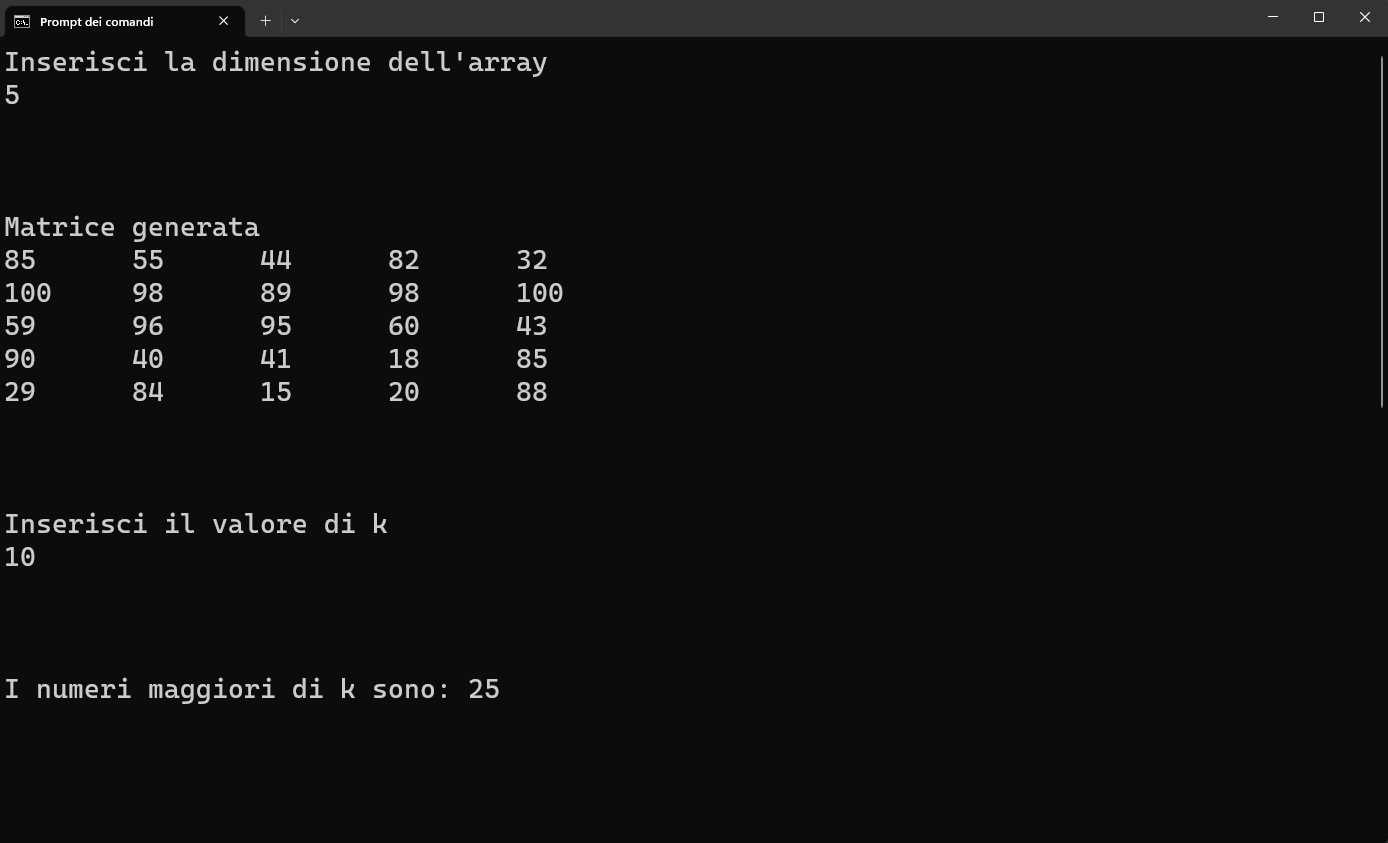 Prompt dei comandi
Inserisci la dimensione dell'array
5
Matrice generata
85 55 44 82 32
100 98 89 98 100
59 96 95 60 43
90 40 41 18 85
29 84 15 20 88
Inserisci il valore di k
10
I numeri maggiori di k sono: 25